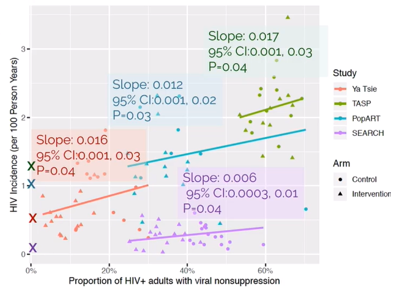 Slope: 0.017
95% CI:0.001, 0.03
P=0.04
Slope: 0.012
95% CI:0.001, 0.02
P=0.03
Slope: 0.016
95% CI:0.001, 0.03
P=0.04
Slope: 0.006
95% CI:0.0003, 0.01
P=0.04
HIV Incidence (per 100 Person Years)
3
2
1
0
X
X
X
X
0%
20%
40%
60%
Proportion of HIV+ adults with viral nonsuppression
Study
Ya Tsie
TASP
PopART
SEARCH
Arm
Control
Intervention